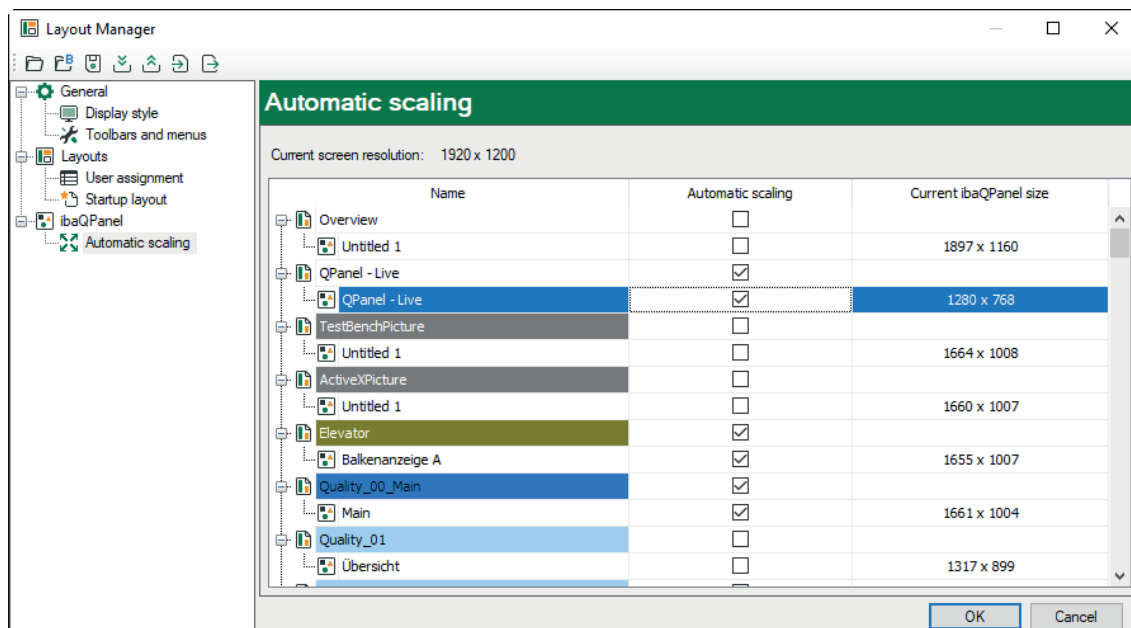 Layout Manager
General
Display style
Toolbars and menus
Layouts
User assignment
Startup layout
ibaQPanel
Automatic scaling
Automatic scaling
Current screen resolution: 1920 x 1200
Name Automatic scaling Current ibaQPanel size
Overview
Untitled 1 1897 x 1160
QPanel - Live
QPanel - Live 1280 x 768
TestBenchPicture
Untitled 1 1664 x 1008
ActiveXPicture
Untitled 1 1660 x 1007
Elevator
Balkenanzeige A 1655 x 1007
Quality_00_Main
Main 1661 x 1004
Quality_01
Übersicht 1317 x 899
OK Cancel